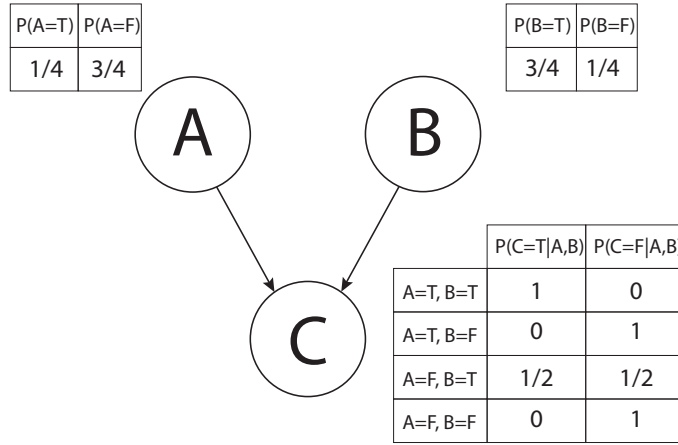 P(A=T) P(A=F)
1/4 3/4
P(B=T) P(B=F)
3/4 1/4
A
B
P(C=T|A,B) P(C=F|A,B)
A=T, B=T 1 0
A=T, B=F 0 1
C
A=F, B=T 1/2 1/2
A=F, B=F 0 1